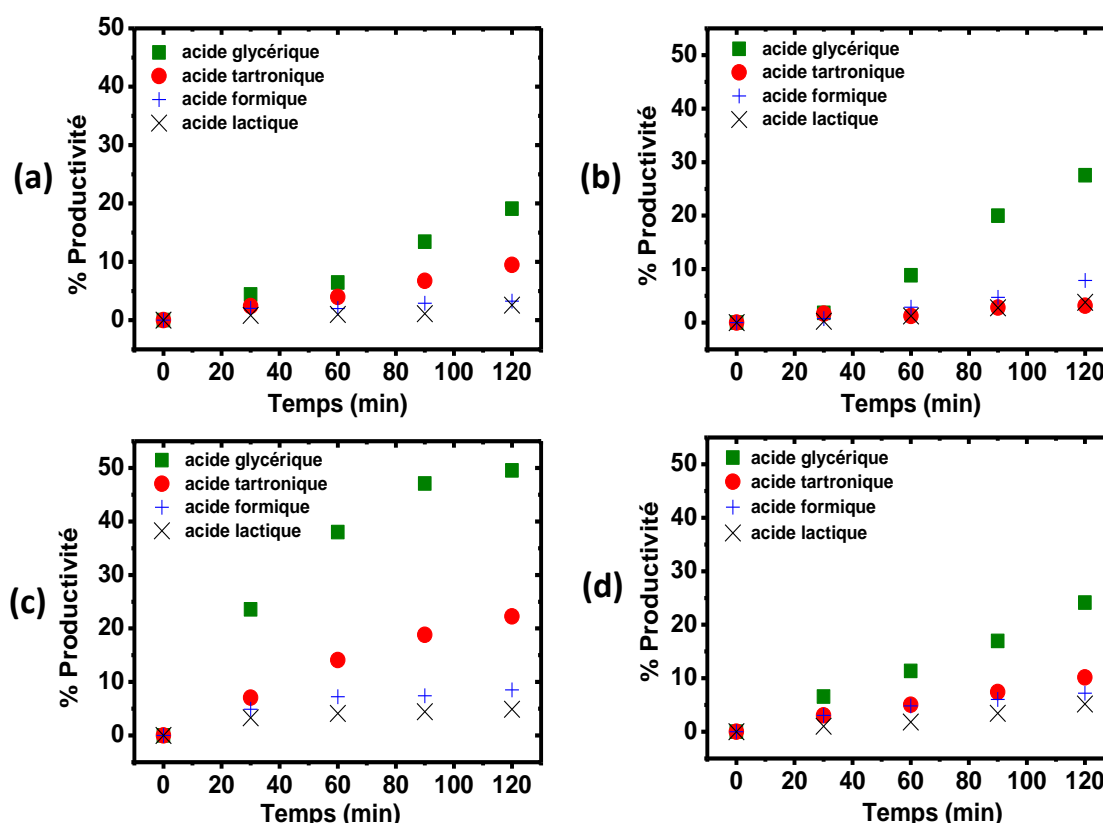 (a)
50
40
30
20
10
0
% Productivité
acide glycérique
acide tartronique
acide formique
acide lactique
0 20 40 60 80 100 120
Temps (min)
(b)
50
40
30
20
10
0
% Productivité
acide glycérique
acide tartronique
acide formique
acide lactique
0 20 40 60 80 100 120
Temps (min)
(c)
50
40
30
20
10
0
% Productivité
acide glycérique
acide tartronique
acide formique
acide lactique
0 20 40 60 80 100 120
Temps (min)
(d)
50
40
30
20
10
0
% Productivité
acide glycérique
acide tartronique
acide formique
acide lactique
0 20 40 60 80 100 120
Temps (min)